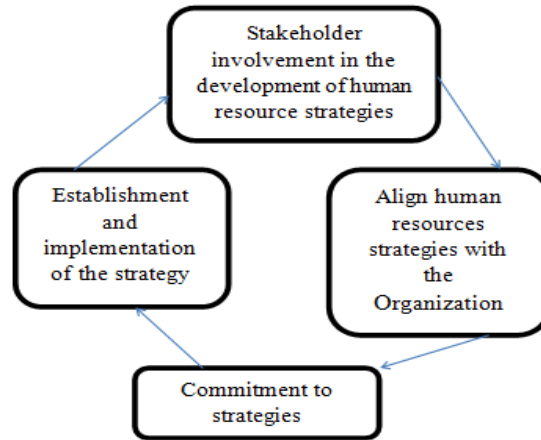 Stakeholder
involvement in the
development of human
resource strategies
Establishment
and
implementation
of the strategy
Align human
resources
strategies with
the
Organization
Commitment to
strategies